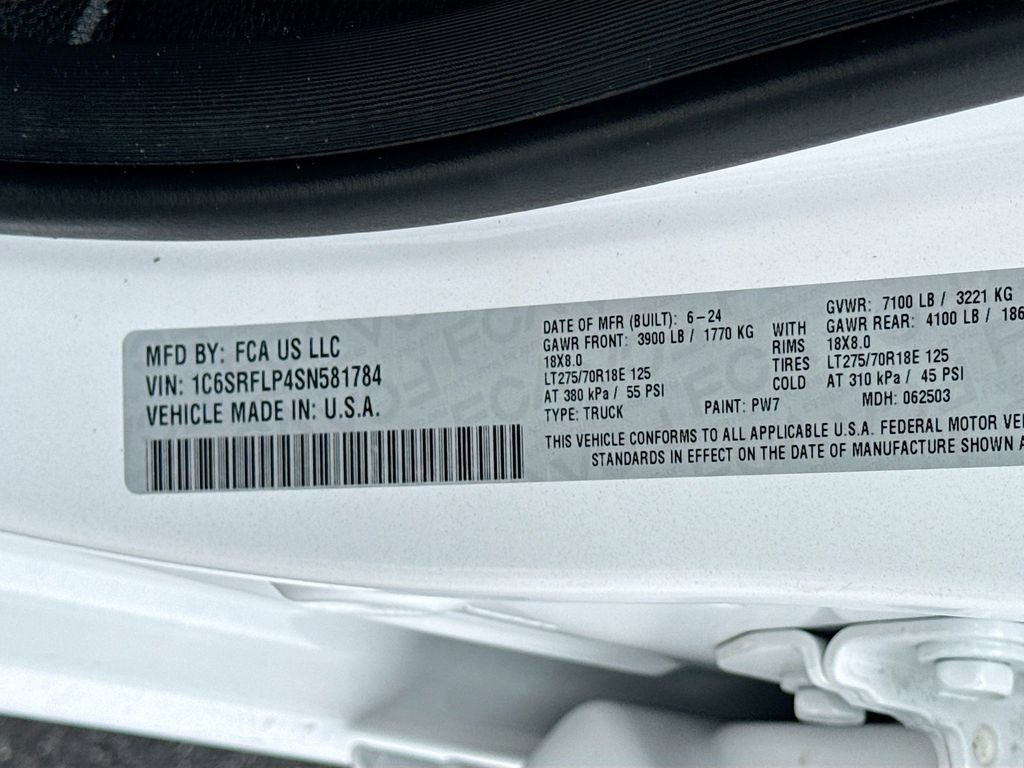 MFD BY: FCA US LLC
VIN: 1C6SRFLP4SN581784
VEHICLE MADE IN: U.S.A.
DATE OF MFR (BUILT): 6-24
GAWR FRONT: 3900 LB / 1770 KG
18X8.0
LT275/70R18E 125
AT 380 kPa / 55 PSI
TYPE: TRUCK
PAINT: PW7
WITH
RIMS
TIRES
COLD
GVWR: 7100 LB / 3221 KG
GAWR REAR: 4100 LB /
18X8.0
LT275/70R18E 125
AT 310 kPa / 45 PSI
MDH: 062503
THIS VEHICLE CONFORMS TO ALL APPLICABLE U.S.A. FEDERAL MOTOR
STANDARDS IN EFFECT ON THE DATE OF MANUFACTURE SHOWN